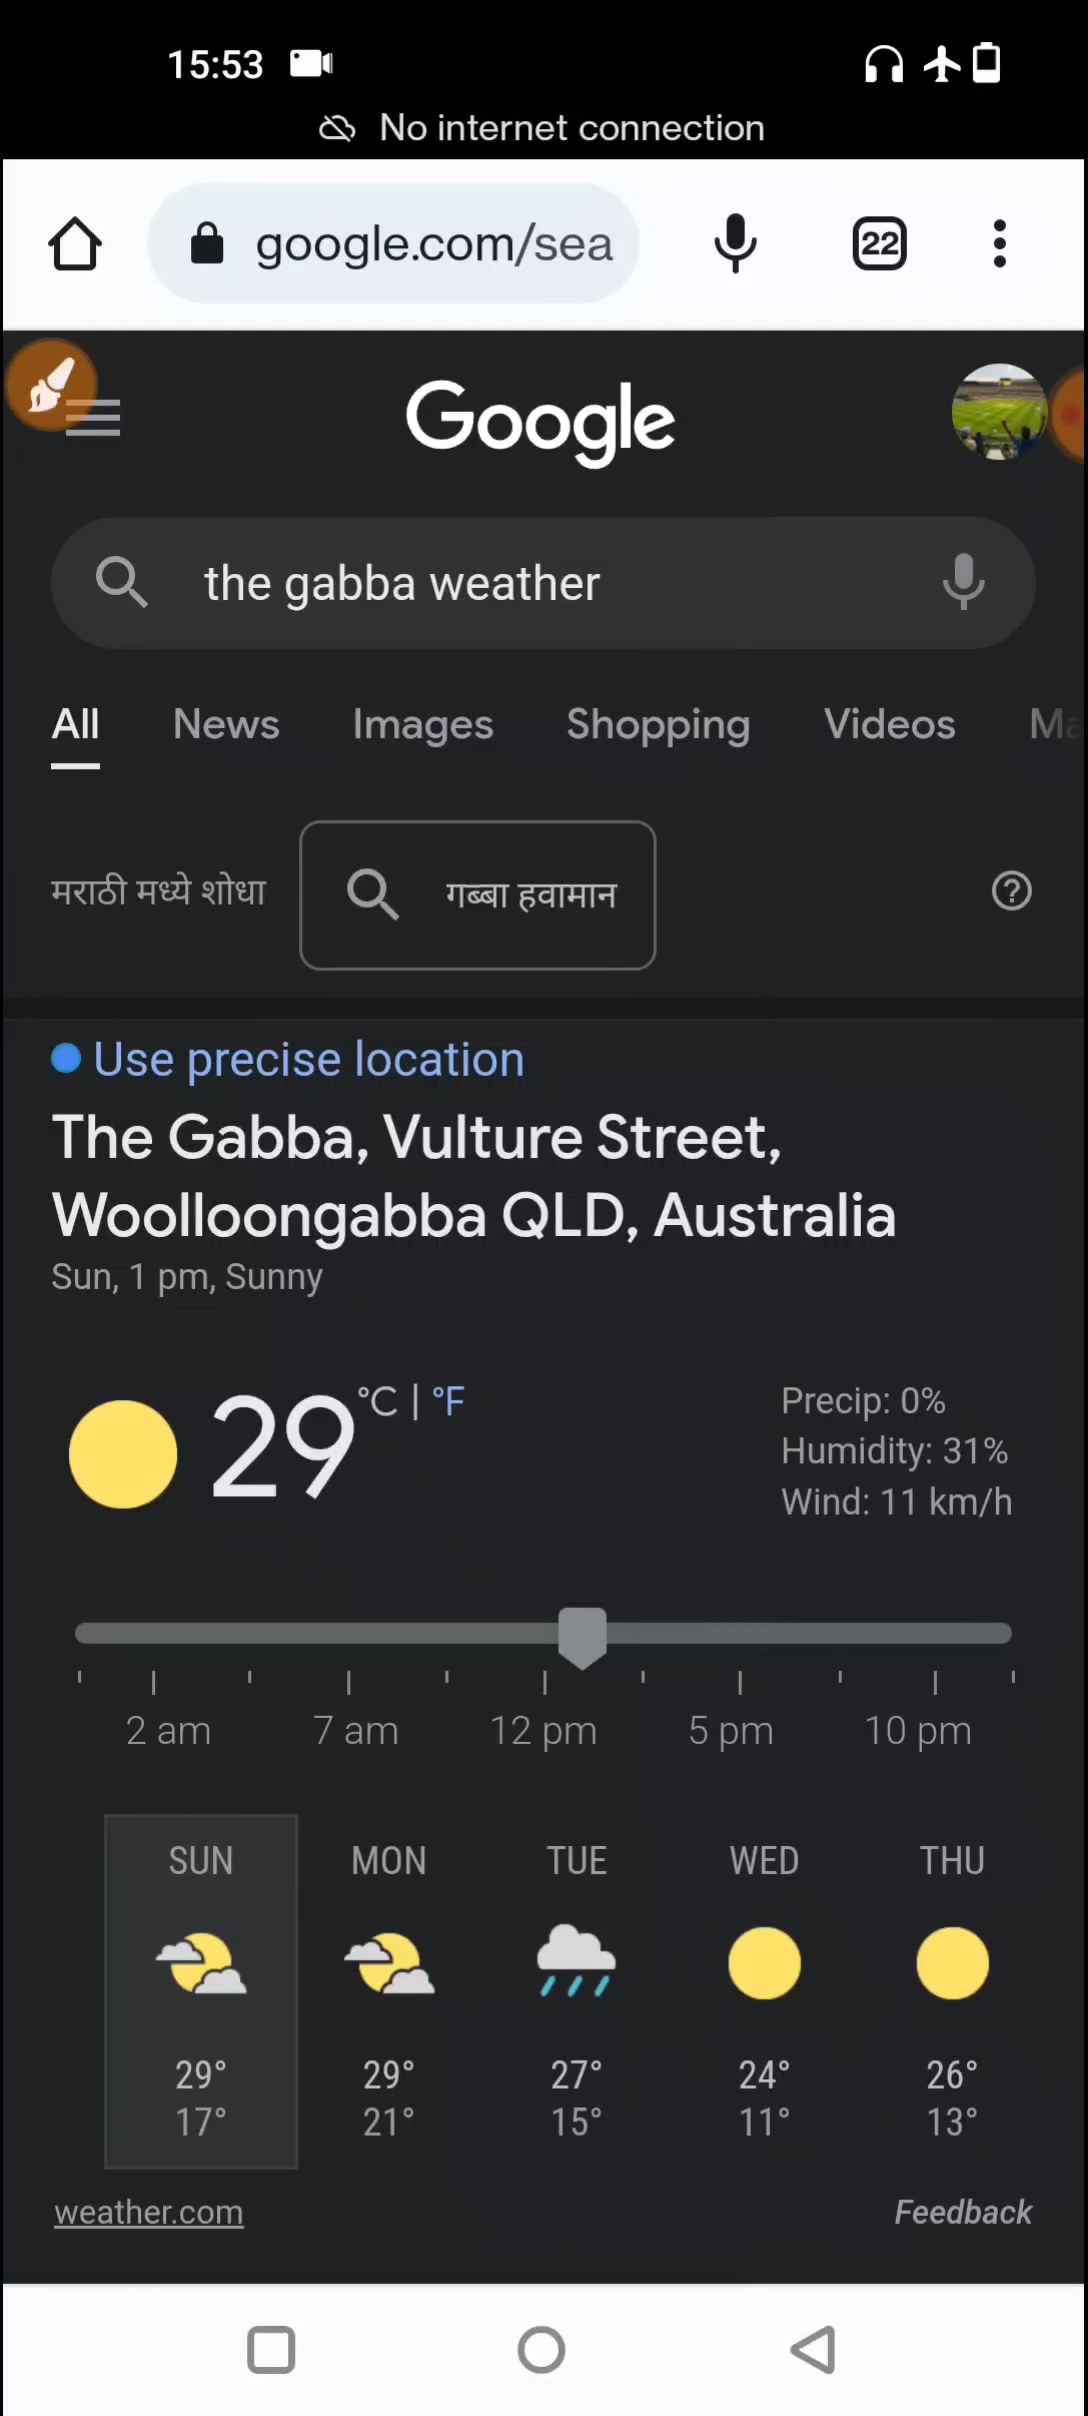 15:53
No internet connection
google.com/sea
22
Google
the gabba weather
All News Images Shopping Videos Ma
मराठी मध्ये शोधा
गब्बा हवामान
Use precise location
The Gabba, Vulture Street,
Woolloongabba QLD, Australia
Sun, 1 pm, Sunny
29 °C | °F
Precip: 0%
Humidity: 31%
Wind: 11 km/h
2 am 7 am 12 pm 5 pm 10 pm
SUN MON TUE WED THU
29° 29° 27° 24° 26°
17° 21° 15° 11° 13°
weather.com Feedback